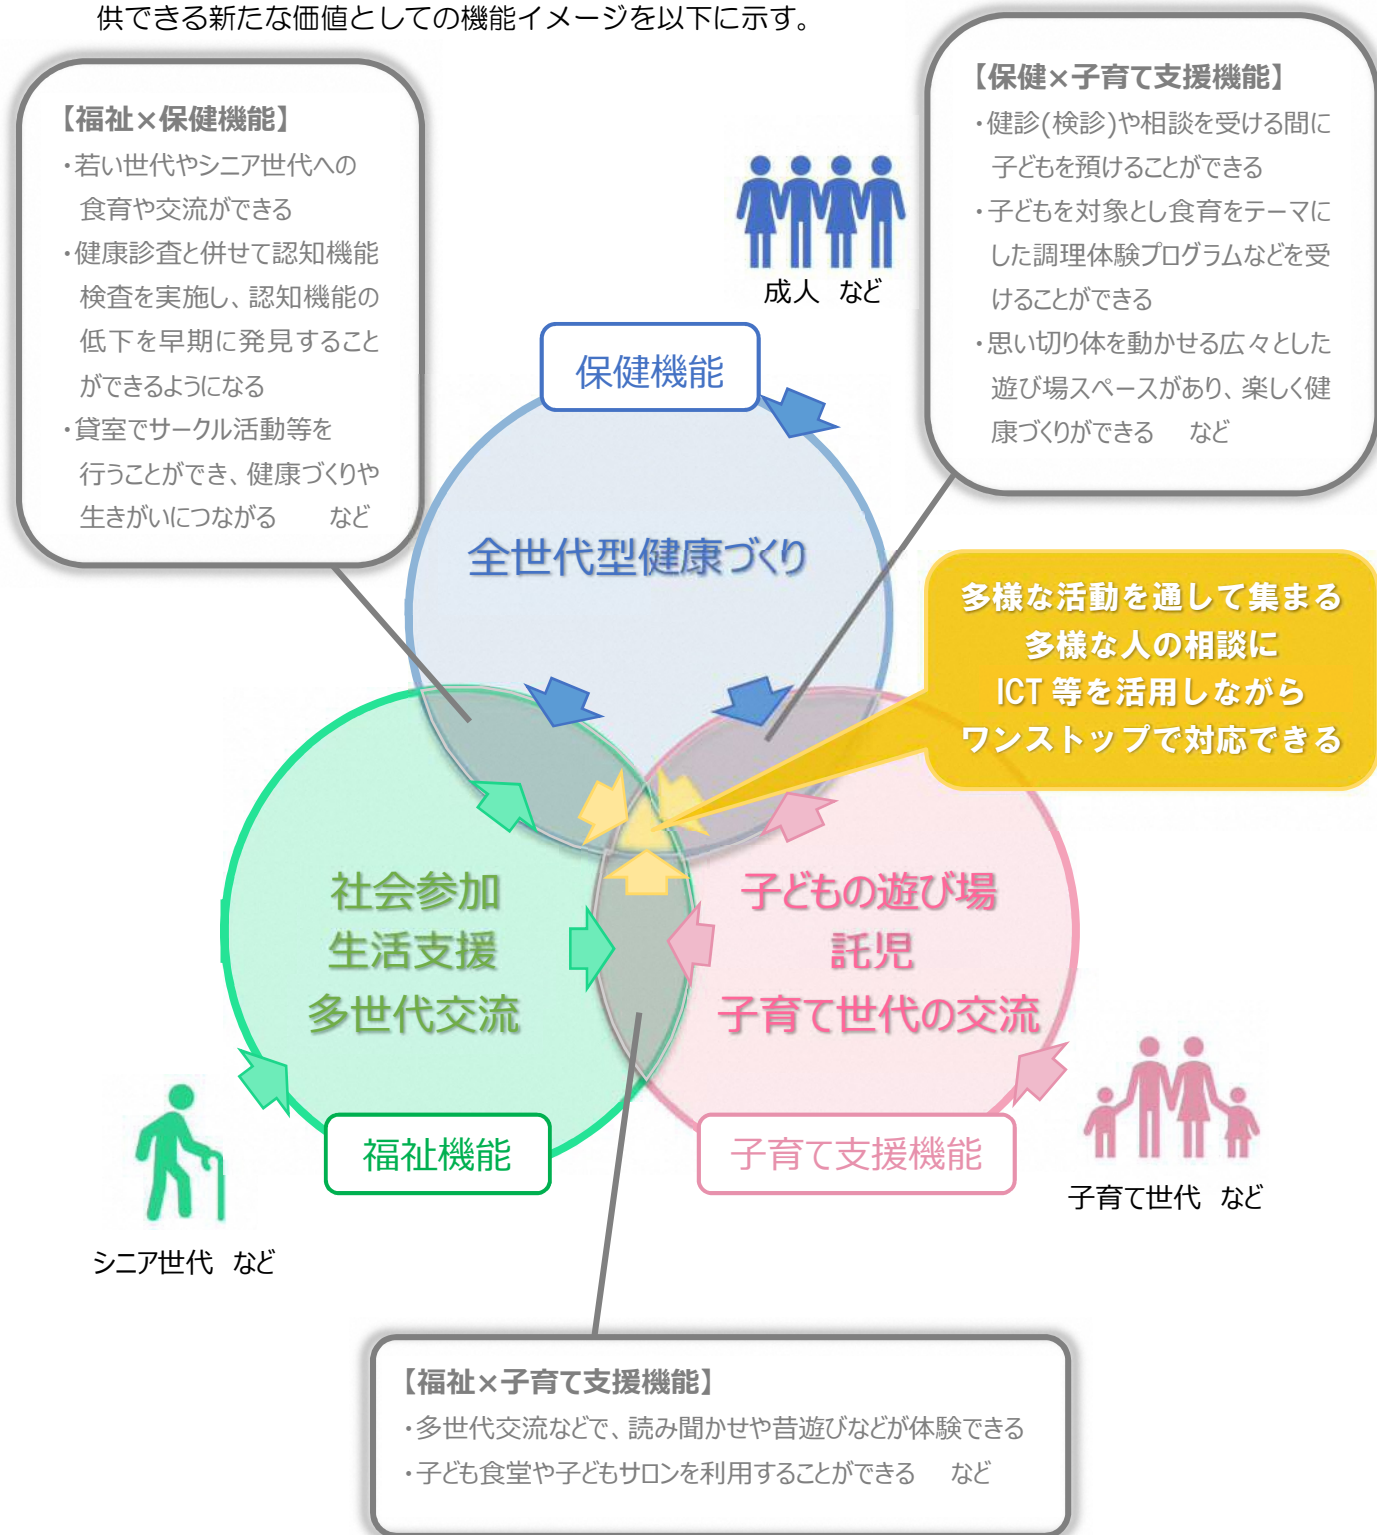 供できる新たな価値としての機能イメージを以下に示す。
【福祉×保健機能】
・若い世代やシニア世代への
食育や交流ができる
・健康診査と併せて認知機能
検査を実施し、認知機能の
低下を早期に発見すること
ができるようになる
・貸室でサークル活動等を
行うことができ、健康づくりや
生きがいにつながる　　など
【保健×子育て支援機能】
・健診(検診)や相談を受ける間に
子どもを預けることができる
・子どもを対象とし食育をテーマに
した調理体験プログラムなどを受
けることができる
・思い切り体を動かせる広々とした
遊び場スペースがあり、楽しく健
康づくりができる　　など
成人　など
保健機能
全世代型健康づくり
多様な活動を通して集まる
多様な人の相談に
ICT 等を活用しながら
ワンストップで対応できる
社会参加
生活支援
多世代交流
子どもの遊び場
託児
子育て世代の交流
福祉機能
子育て支援機能
シニア世代　など
子育て世代　など
【福祉×子育て支援機能】
・多世代交流などで、読み聞かせや昔遊びなどが体験できる
・子ども食堂や子どもサロンを利用することができる　　など